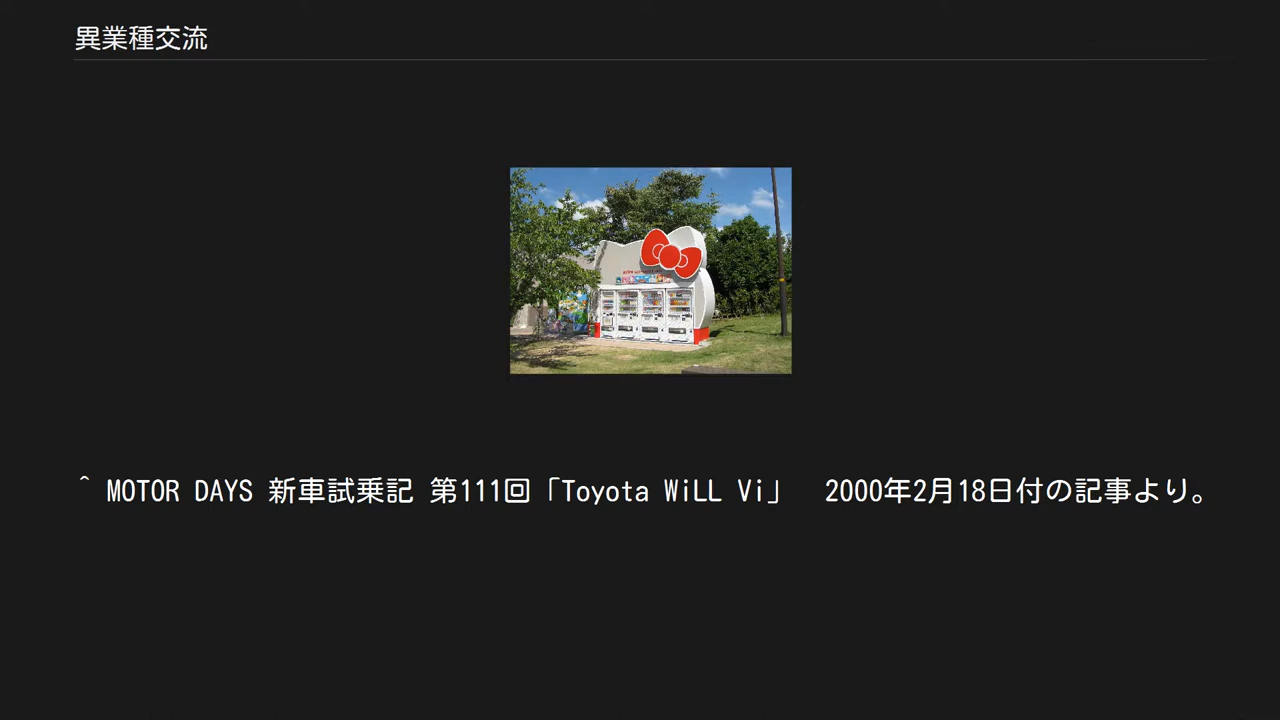 異業種交流
^ MOTOR DAYS 新車試乗記 第111回「Toyota WiLL Vi」　2000年2月18日付の記事より。